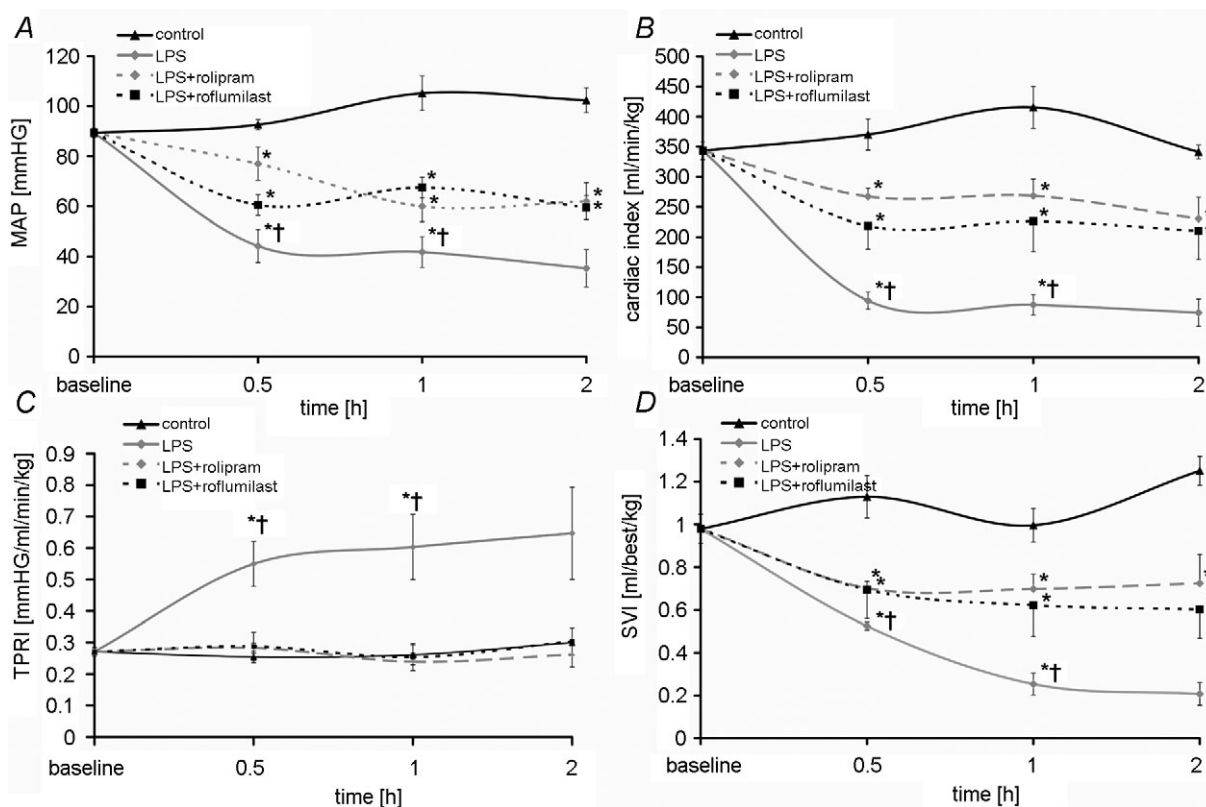 A
control
LPS
LPS+rolipram
LPS+roflumilast
MAP [mmHG]
120
100
80
60
40
20
0
*
*
*
*
*
*
*†
*†
baseline
0.5
1
2
time [h]
B
control
LPS
LPS+rolipram
LPS+roflumilast
cardiac index [ml/min/kg]
500
450
400
350
300
250
200
150
100
50
0
*
*
*
*
*†
*†
baseline
0.5
1
2
time [h]
C
control
LPS
LPS+rolipram
LPS+roflumilast
TPRI [mmHG/ml/min/kg]
0.9
0.8
0.7
0.6
0.5
0.4
0.3
0.2
0.1
0
*†
*†
baseline
0.5
1
2
time [h]
D
control
LPS
LPS+rolipram
LPS+roflumilast
SVI [ml/best/kg]
1.4
1.2
1
0.8
0.6
0.4
0.2
0
*
*
*
*
*
*†
*†
baseline
0.5
1
2
time [h]